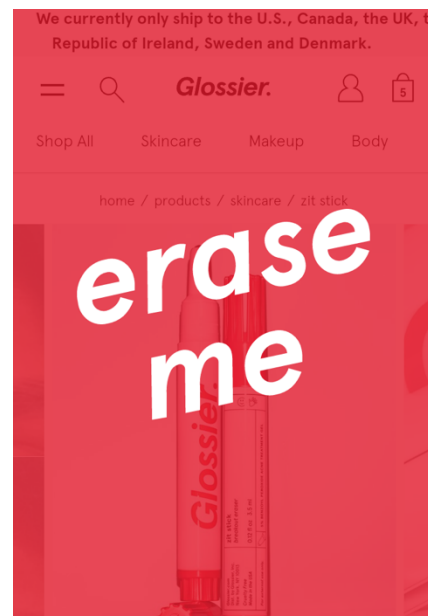 We currently only ship to the U.S., Canada, the UK,
Republic of Ireland, Sweden and Denmark.
Glossier.
5
Shop All Skincare Makeup Body
home / products / skincare / zit stick
erase
me
Glossier.
zit stick